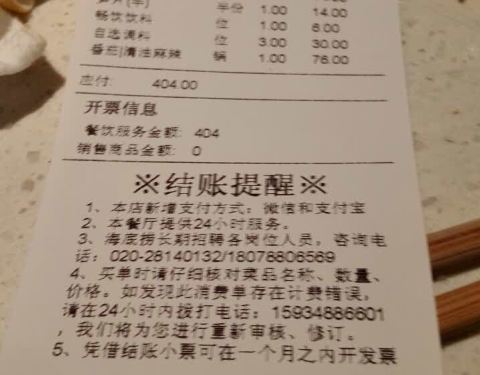 (半) 半份 1.00 14.00
畅饮饮料 位 1.00 6.00
自选调料 位 3.00 30.00
番茄|清油麻辣 锅 1.00 76.00
应付: 404.00
开票信息
餐饮服务金额: 404
销售商品金额: 0
※结账提醒※
1、本店新增支付方式：微信和支付宝
2、本餐厅提供24小时服务。
3、海底捞长期招聘各岗位人员，咨询电
话：020-28140132/18078806569
4、买单时请仔细核对菜品名称、数量、
价格。如发现此消费单存在计费错误，
请在24小时内拨打电话：15934886601
，我们将为您进行重新审核、修订。
5、凭借结账小票可在一个月之内开发票